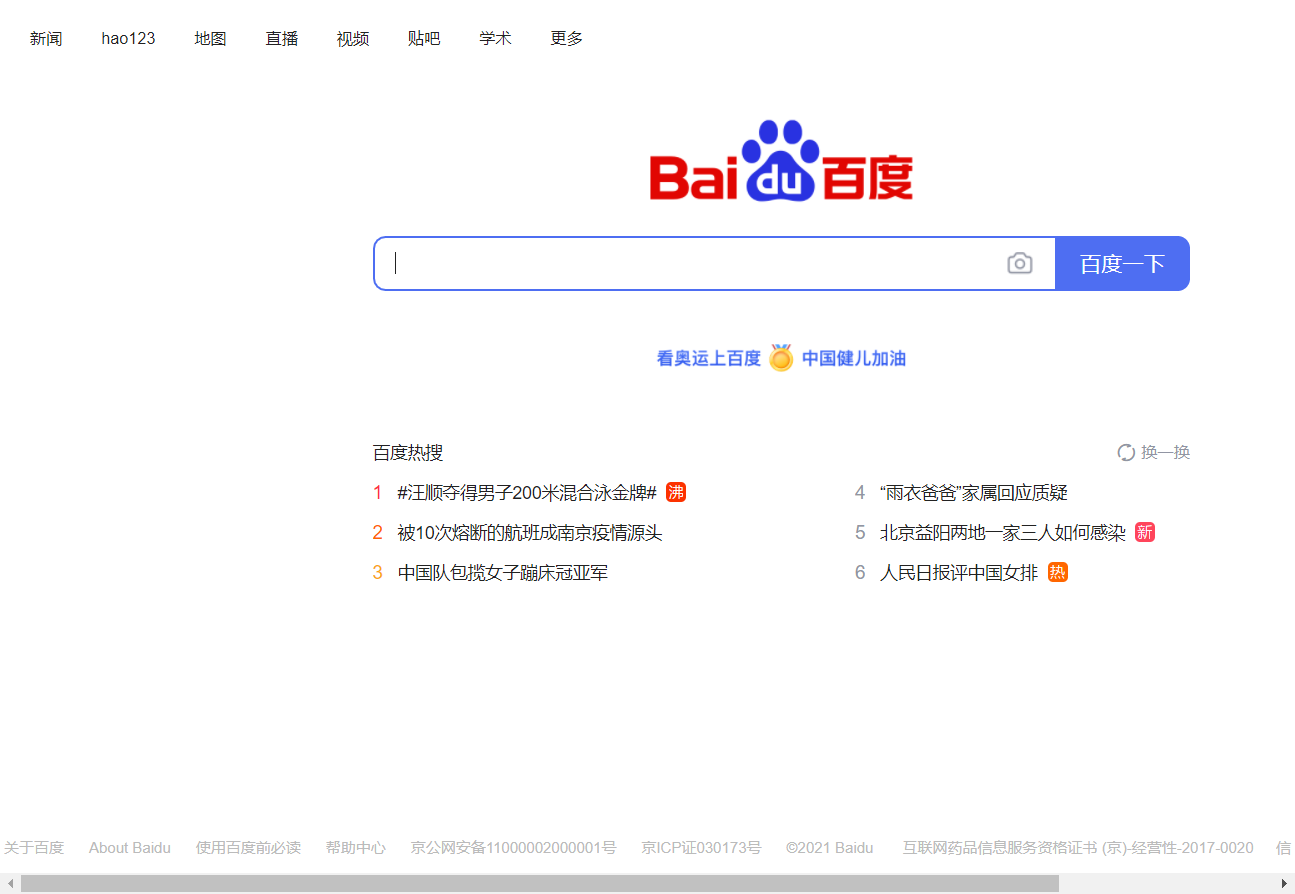 新闻 hao123 地图 直播 视频 贴吧 学术 更多
Bai du 百度
百度一下
看奥运上百度 中国健儿加油
百度热搜 换一换
1 #汪顺夺得男子200米混合泳金牌# 沸
2 被10次熔断的航班成南京疫情源头
3 中国队包揽女子蹦床冠亚军
4 “雨衣爸爸”家属回应质疑
5 北京益阳两地一家三人如何感染 新
6 人民日报评中国女排 热
关于百度 About Baidu 使用百度前必读 帮助中心 京公网安备11000002000001号 京ICP证030173号 ©2021 Baidu 互联网药品信息服务资格证书 (京)-经营性-2017-0020 信